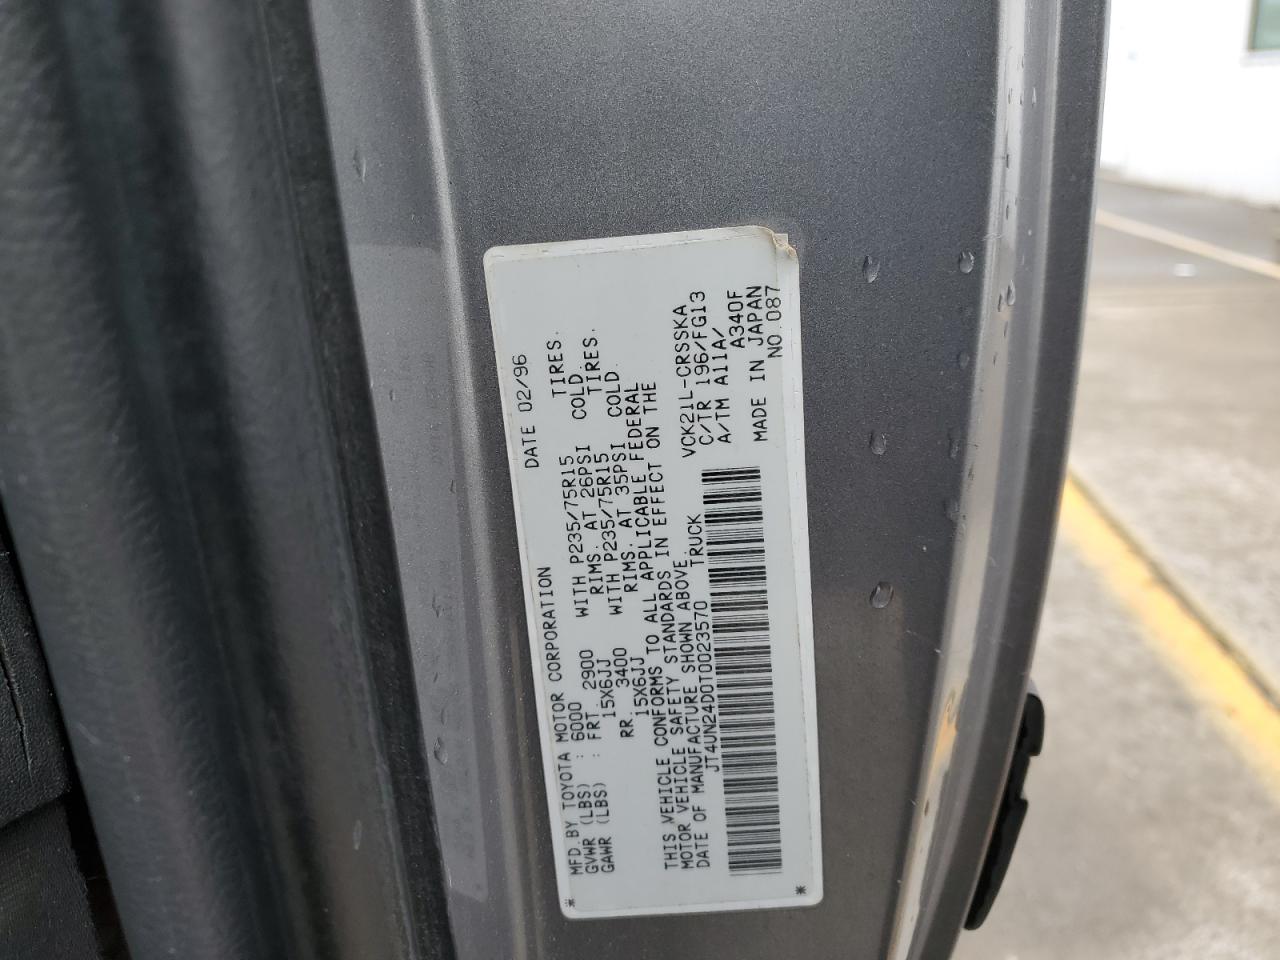 MFD.BY TOYOTA MOTOR CORPORATION DATE 02/96
GVWR (LBS) : 6000 WITH P235/75R15 TIRES.
GAWR (LBS) : FRT. 2900 RIMS. AT 26PSI COLD.
15X6JJ WITH P235/75R15 TIRES.
RR. 3400 RIMS. AT 35PSI COLD.
15X6JJ
THIS VEHICLE CONFORMS TO ALL APPLICABLE FEDERAL
MOTOR VEHICLE SAFETY STANDARDS IN EFFECT ON THE
DATE OF MANUFACTURE SHOWN ABOVE.
JT4UN24D0T0023570 TRUCK
VCK21L-CRSSKA
C/TR 196/FG13
A/TM A11A/
A340F
MADE IN JAPAN
NO.087
* *